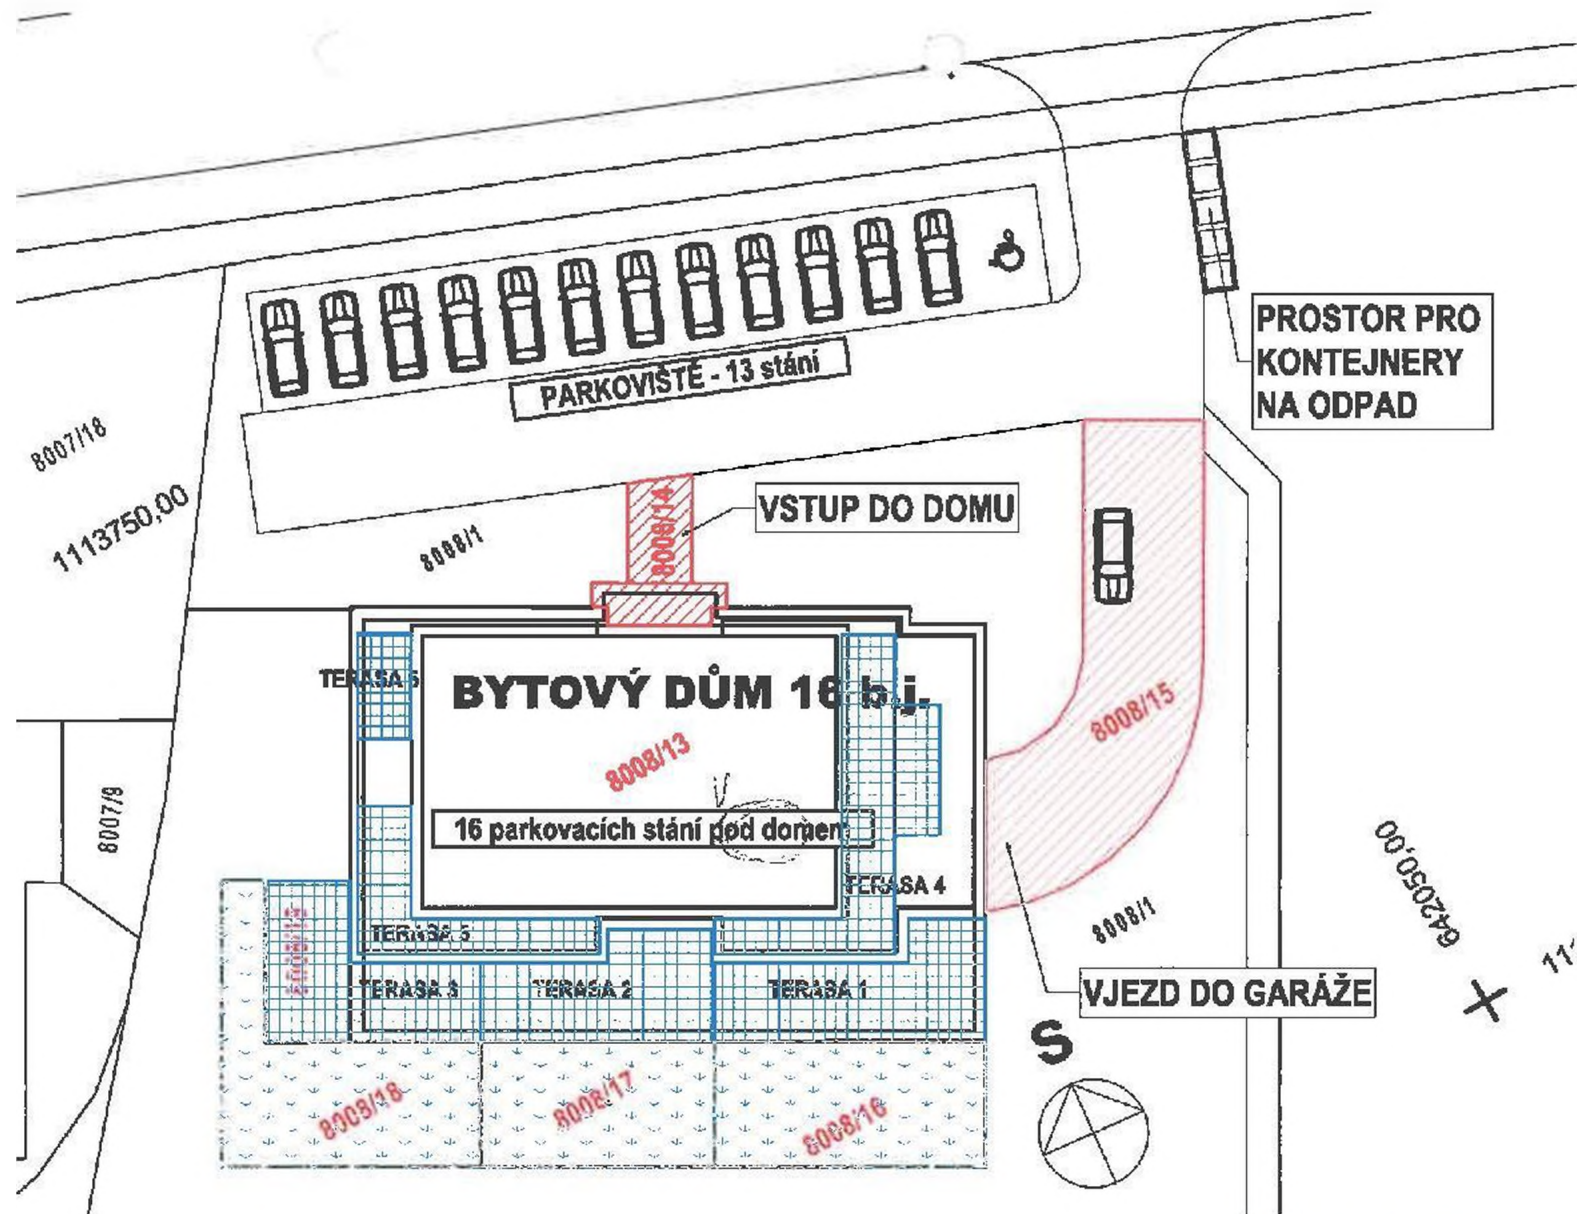 PROSTOR PRO
KONTEJNERY
NA ODPAD
PARKOVIŠTĚ - 13 stání
8007/18
1113750,00
8008/1
8008/14
VSTUP DO DOMU
TERASA 5
BYTOVÝ DŮM 16 b.j.
8008/13
8008/15
8007/9
16 parkovacích stání pod domem
TERASA 4
642050,00
8008/1
TERASA 3
TERASA 2
TERASA 1
VJEZD DO GARÁŽE
S
8008/18
8008/17
8008/16